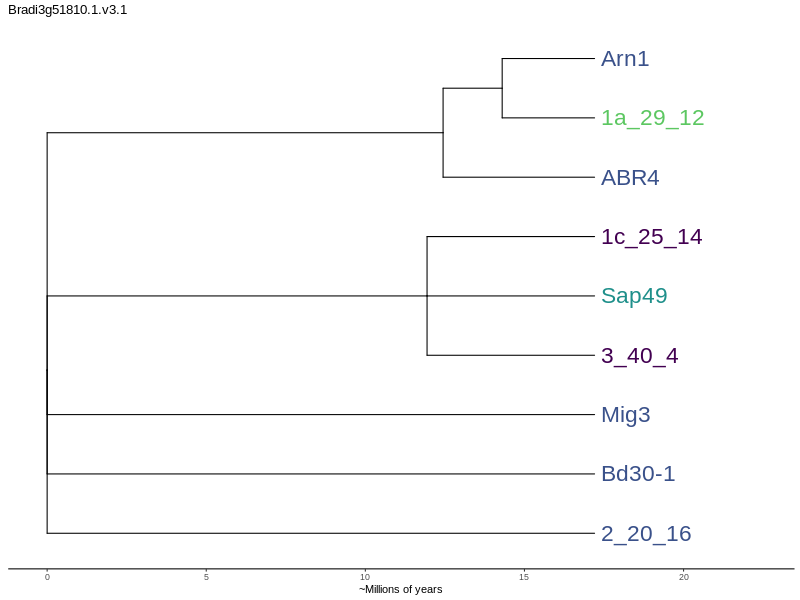 Bradi3g51810.1.v3.1
Arn1
1a_29_12
ABR4
1c_25_14
Sap49
3_40_4
Mig3
Bd30-1
2_20_16
0 5 10 15 20
~Millions of years